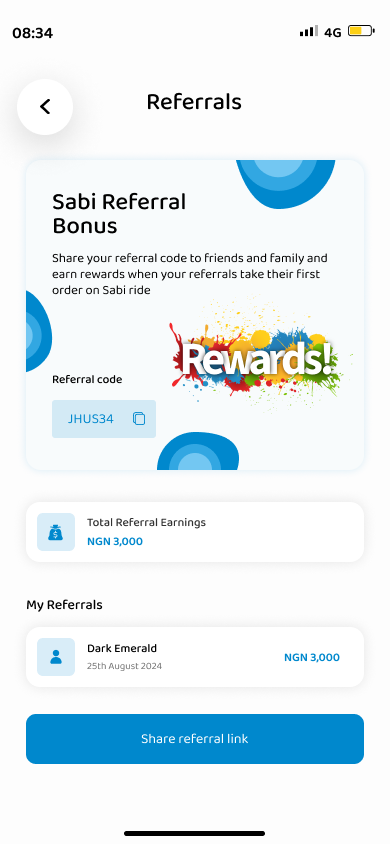 08:34
4G
Referrals
Sabi Referral
Bonus
Share your referral code to friends and family and
earn rewards when your referrals take their first
order on Sabi ride
Rewards!
Referral code
JHUS34
Total Referral Earnings
NGN 3,000
My Referrals
Dark Emerald
NGN 3,000
25th August 2024
Share referral link